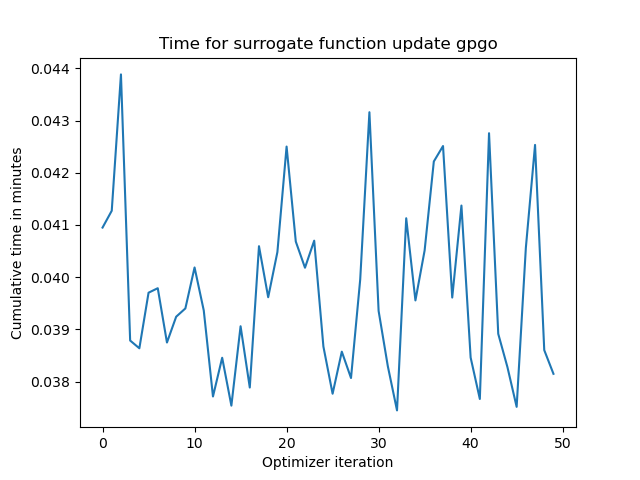 Time for surrogate function update gpgo
Cumulative time in minutes
0.044
0.043
0.042
0.041
0.040
0.039
0.038
0 10 20 30 40 50
Optimizer iteration